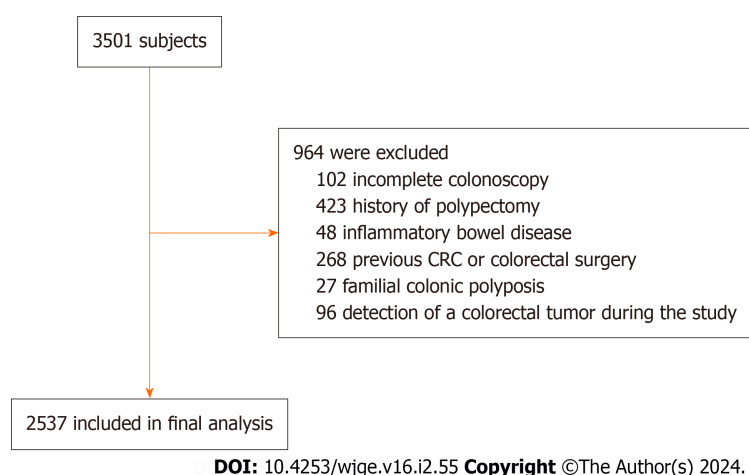 3501 subjects
964 were excluded
102 incomplete colonoscopy
423 history of polypectomy
48 inflammatory bowel disease
268 previous CRC or colorectal surgery
27 familial colonic polyposis
96 detection of a colorectal tumor during the study
2537 included in final analysis
DOI: 10.4253/wjge.v16.i2.55 Copyright ©The Author(s) 2024.